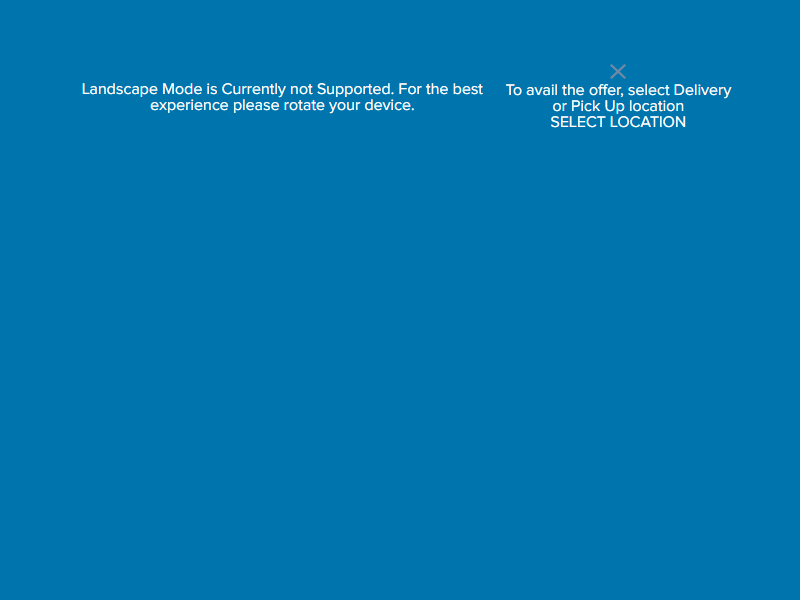 Landscape Mode is Currently not Supported. For the best
experience please rotate your device.
To avail the offer, select Delivery
or Pick Up location
SELECT LOCATION